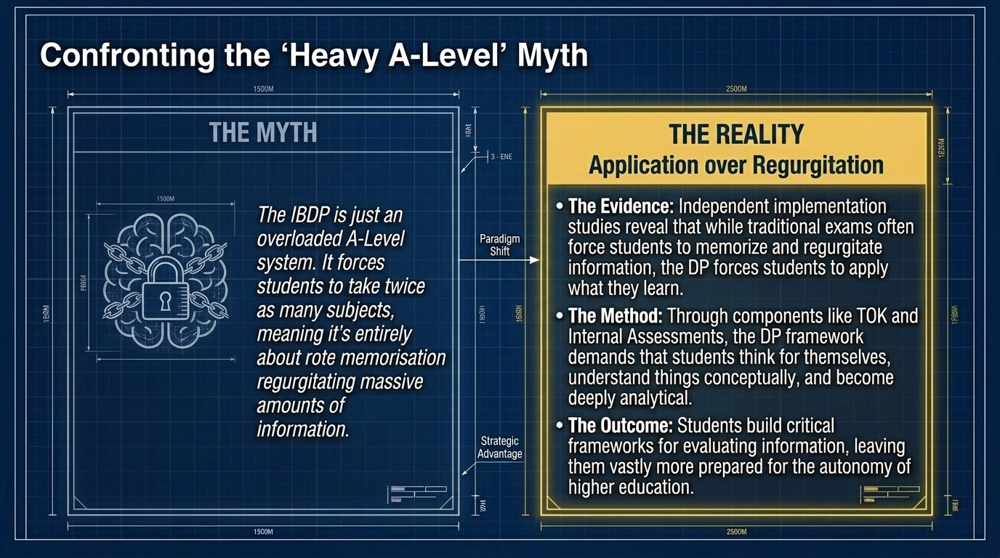 Confronting the ‘Heavy A-Level’ Myth
1500M
THE MYTH
1500M
The IBDP is just an
overloaded A-Level
system. It forces
students to take twice
as many subjects,
meaning it's entirely
about rote memorisation
regurgitating massive
amounts of
information.
1500M
3 - ENE
Paradigm
Shift
Strategic
Advantage
2500M
THE REALITY
Application over Regurgitation
• The Evidence: Independent implementation
studies reveal that while traditional exams often
force students to memorize and regurgitate
information, the DP forces students to apply
what they learn.
• The Method: Through components like TOK and
Internal Assessments, the DP framework
demands that students think for themselves,
understand things conceptually, and become
deeply analytical.
• The Outcome: Students build critical
frameworks for evaluating information, leaving
them vastly more prepared for the autonomy of
higher education.
2500M